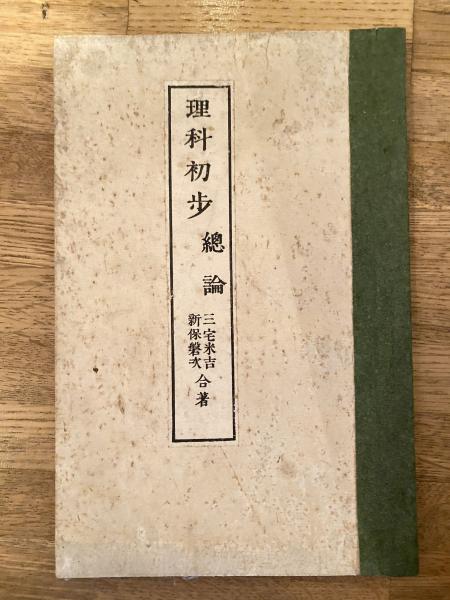 理科初歩 總論
三宅米吉
新保磐次
合著